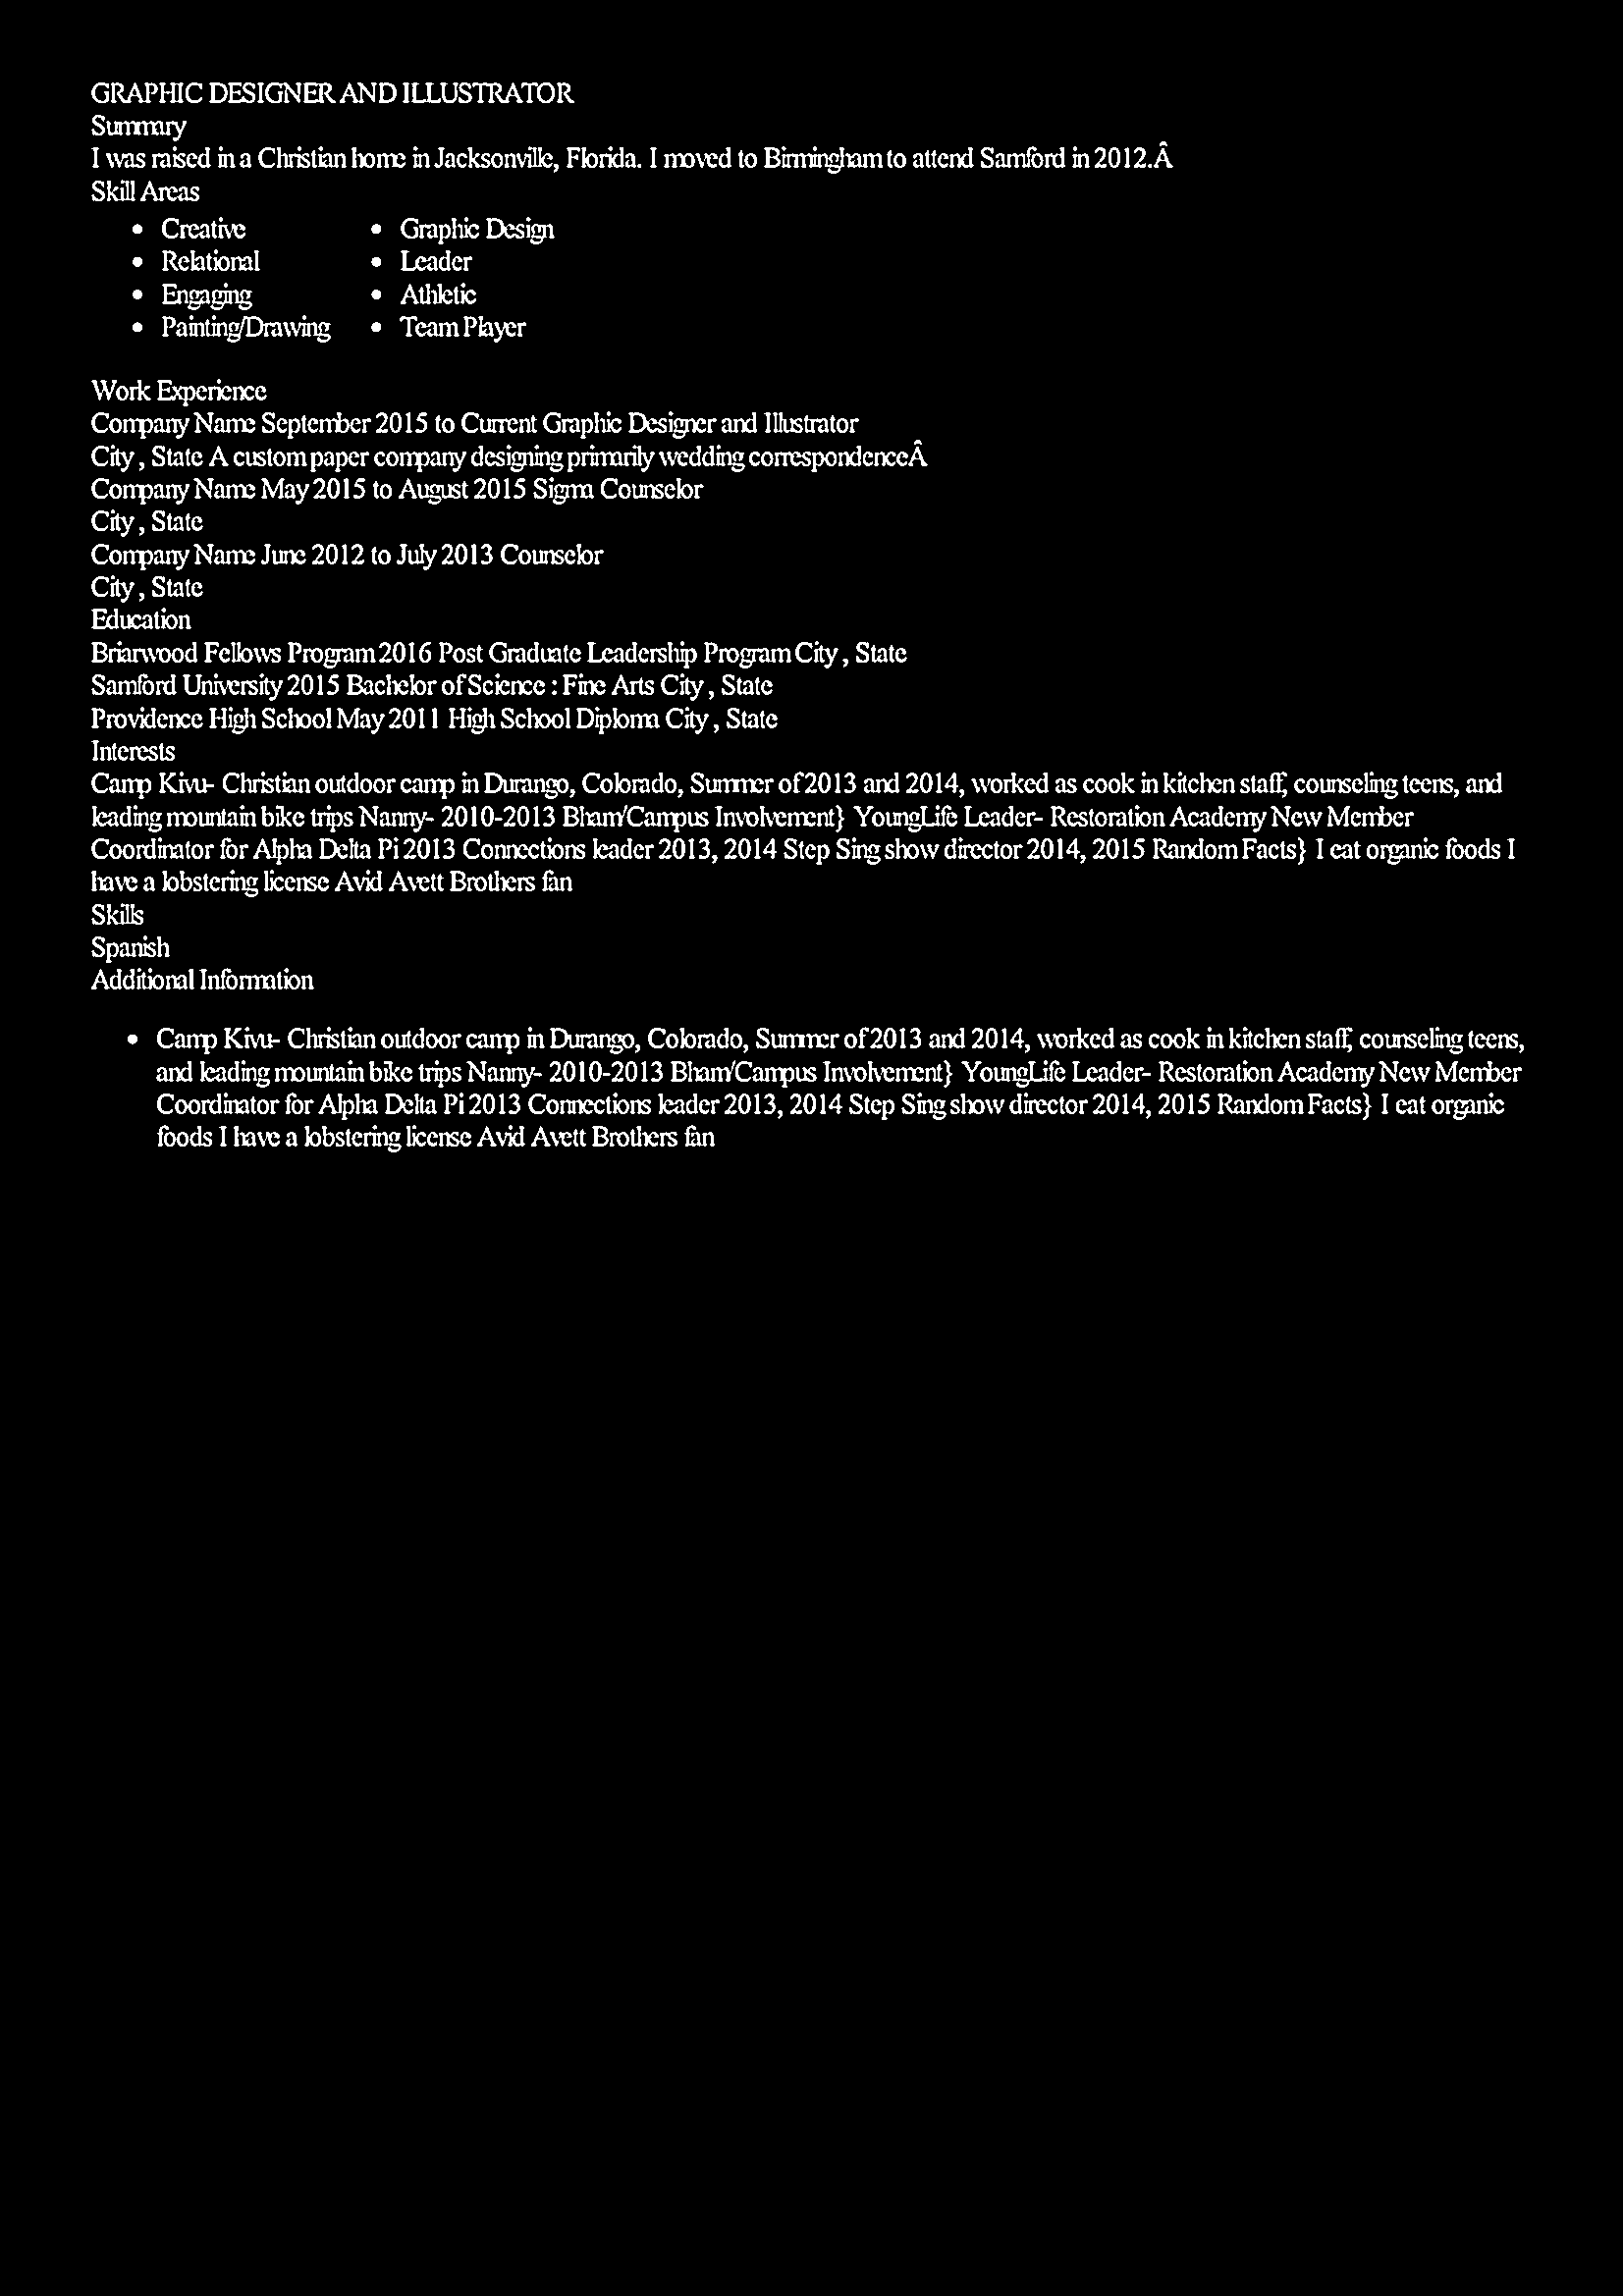 GRAPHIC DESIGNER AND ILLUSTRATOR
Summary
I was raised in a Christian home in Jacksonville, Florida. I moved to Birmingham to attend Samford in 2012.Â
Skill Areas
• Creative • Graphic Design
• Relational • Leader
• Engaging • Athletic
• Painting/Drawing • Team Player
Work Experience
Company Name September 2015 to Current Graphic Designer and Illustrator
City , State A custom paper company designing primarily wedding correspondenceÂ
Company Name May 2015 to August 2015 Sigma Counselor
City , State
Company Name June 2012 to July 2013 Counselor
City , State
Education
Briarwood Fellows Program 2016 Post Graduate Leadership Program City , State
Samford University 2015 Bachelor of Science : Fine Arts City , State
Providence High School May 2011 High School Diploma City , State
Interests
Camp Kivu- Christian outdoor camp in Durango, Colorado, Summer of 2013 and 2014, worked as cook in kitchen staff, counseling teens, and
leading mountain bike trips Nanny- 2010-2013 Bham/Campus Involvement} YoungLife Leader- Restoration Academy New Member
Coordinator for Alpha Delta Pi 2013 Connections leader 2013, 2014 Step Sing show director 2014, 2015 Random Facts} I eat organic foods I
have a lobstering license Avid Avett Brothers fan
Skills
Spanish
Additional Information
• Camp Kivu- Christian outdoor camp in Durango, Colorado, Summer of 2013 and 2014, worked as cook in kitchen staff, counseling teens,
and leading mountain bike trips Nanny- 2010-2013 Bham/Campus Involvement} YoungLife Leader- Restoration Academy New Member
Coordinator for Alpha Delta Pi 2013 Connections leader 2013, 2014 Step Sing show director 2014, 2015 Random Facts} I eat organic
foods I have a lobstering license Avid Avett Brothers fan